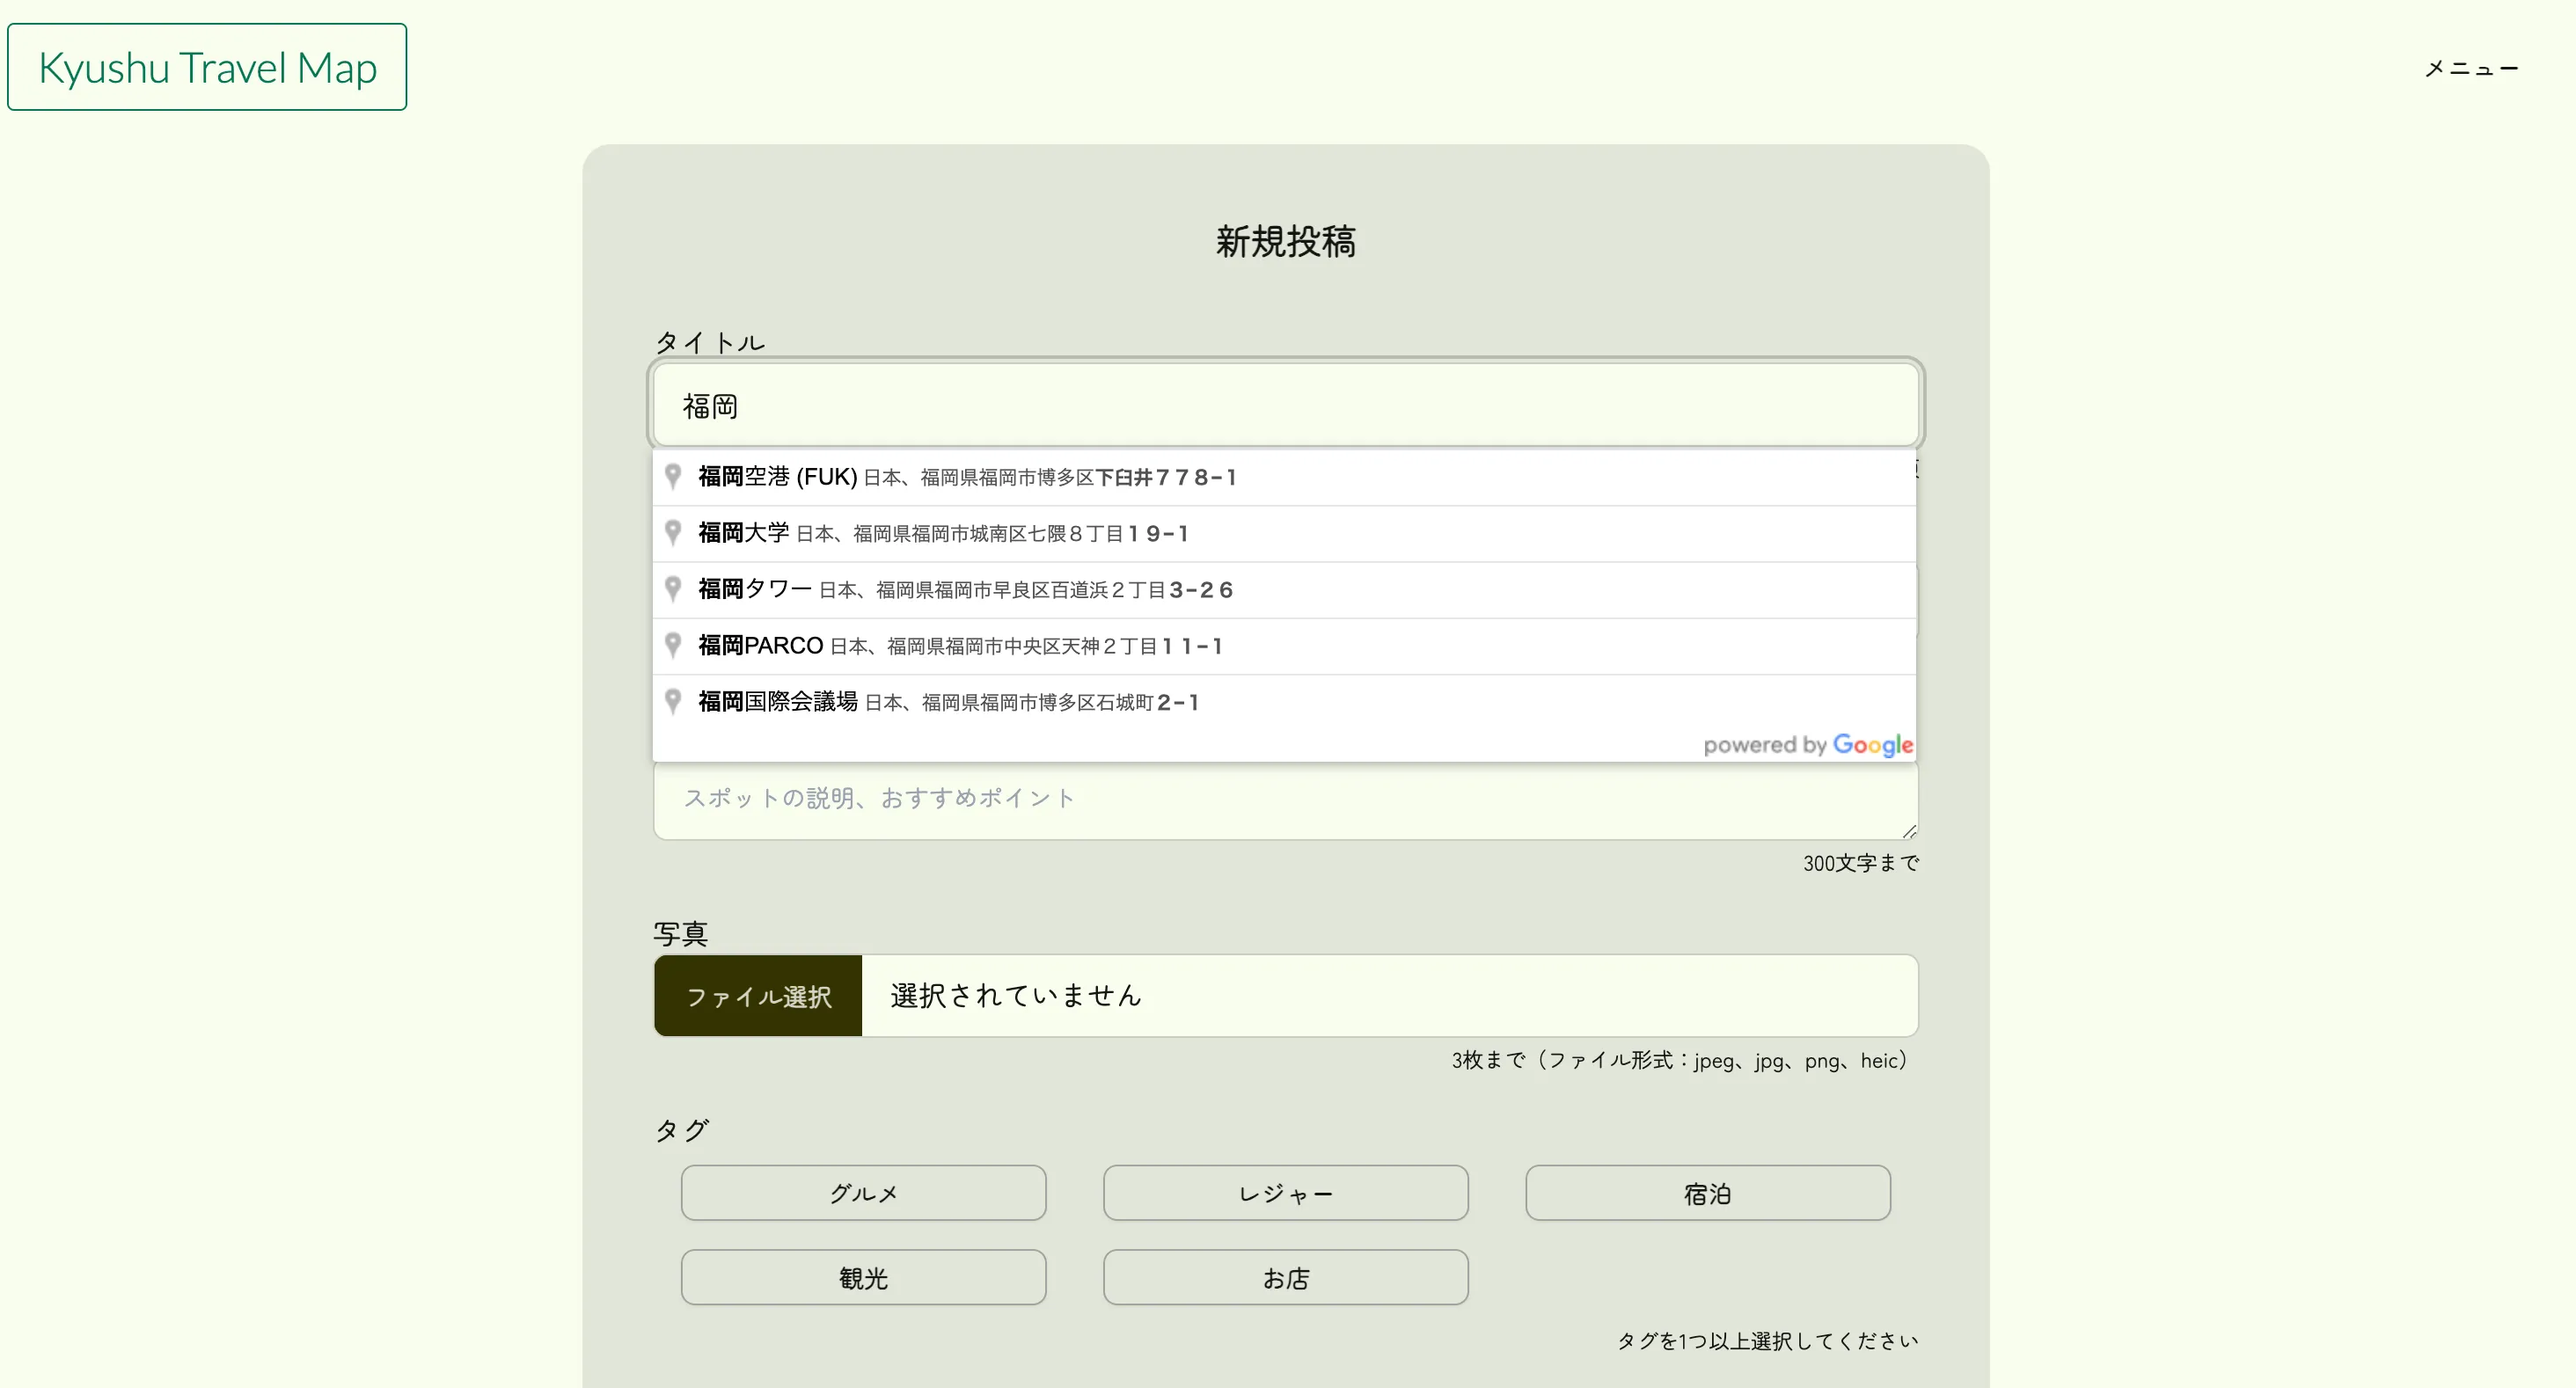 Kyushu Travel Map
メニュー
新規投稿
タイトル
福岡
福岡空港 (FUK) 日本、福岡県福岡市博多区下臼井７７８−１
福岡大学 日本、福岡県福岡市城南区七隈８丁目１９−１
福岡タワー 日本、福岡県福岡市早良区百道浜２丁目３−２６
福岡PARCO 日本、福岡県福岡市中央区天神２丁目１１−１
福岡国際会議場 日本、福岡県福岡市博多区石城町２−１
powered by Google
スポットの説明、おすすめポイント
300文字まで
写真
ファイル選択 選択されていません
3枚まで（ファイル形式：jpeg、jpg、png、heic）
タグ
グルメ レジャー 宿泊
観光 お店
タグを1つ以上選択してください